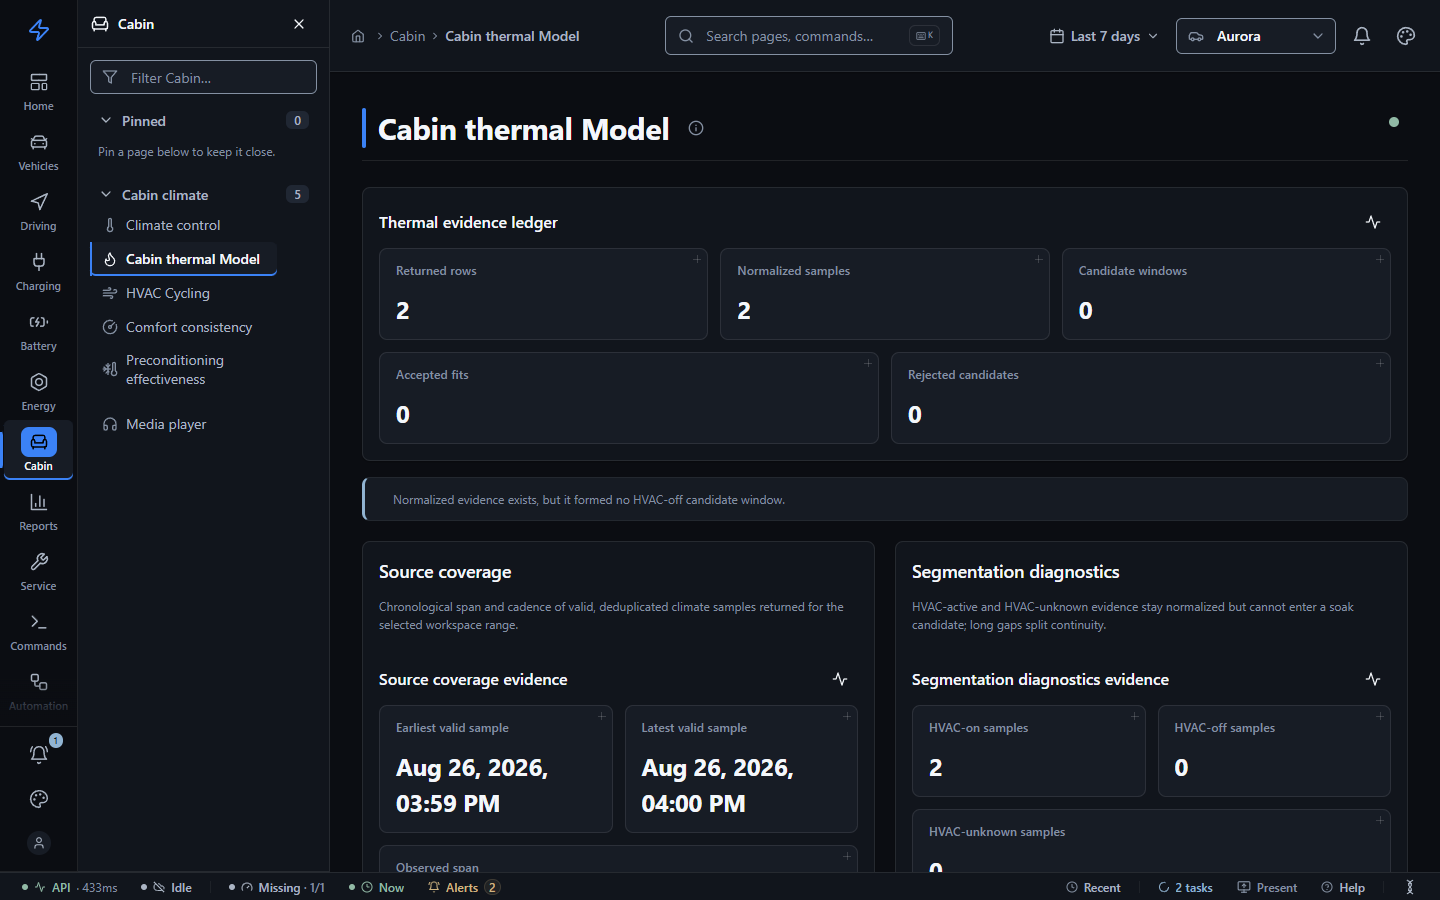 Cabin
Home
Vehicles
Driving
Charging
Battery
Energy
Cabin
Reports
Service
Commands
Automation
1
Filter Cabin...
Pinned
0
Pin a page below to keep it close.
Cabin climate
5
Climate control
Cabin thermal Model
HVAC Cycling
Comfort consistency
Preconditioning
effectiveness
Media player
Cabin
Cabin thermal Model
Search pages, commands...
K
Last 7 days
Aurora
Cabin thermal Model
Thermal evidence ledger
Returned rows
2
Normalized samples
2
Candidate windows
0
Accepted fits
0
Rejected candidates
0
Normalized evidence exists, but it formed no HVAC-off candidate window.
Source coverage
Chronological span and cadence of valid, deduplicated climate samples returned for the
selected workspace range.
Source coverage evidence
Earliest valid sample
Aug 26, 2026,
03:59 PM
Latest valid sample
Aug 26, 2026,
04:00 PM
Observed span
Segmentation diagnostics
HVAC-active and HVAC-unknown evidence stay normalized but cannot enter a soak
candidate; long gaps split continuity.
Segmentation diagnostics evidence
HVAC-on samples
2
HVAC-off samples
0
HVAC-unknown samples
0
API · 433ms
Idle
Missing · 1/1
Now
Alerts 2
Recent
2 tasks
Present
Help